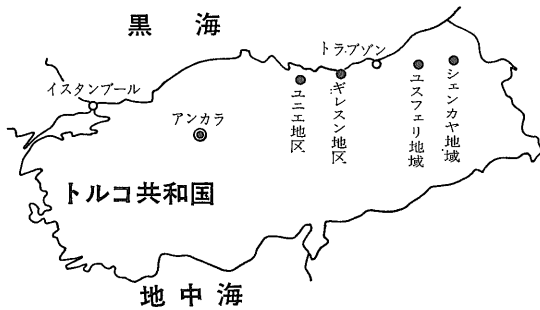 黒海
トラブゾン
イスタンブール
アンカラ
ユニエ地区
ギレスン地区
ユスフェリ地域
シェンカヤ地域
トルコ共和国
地中海